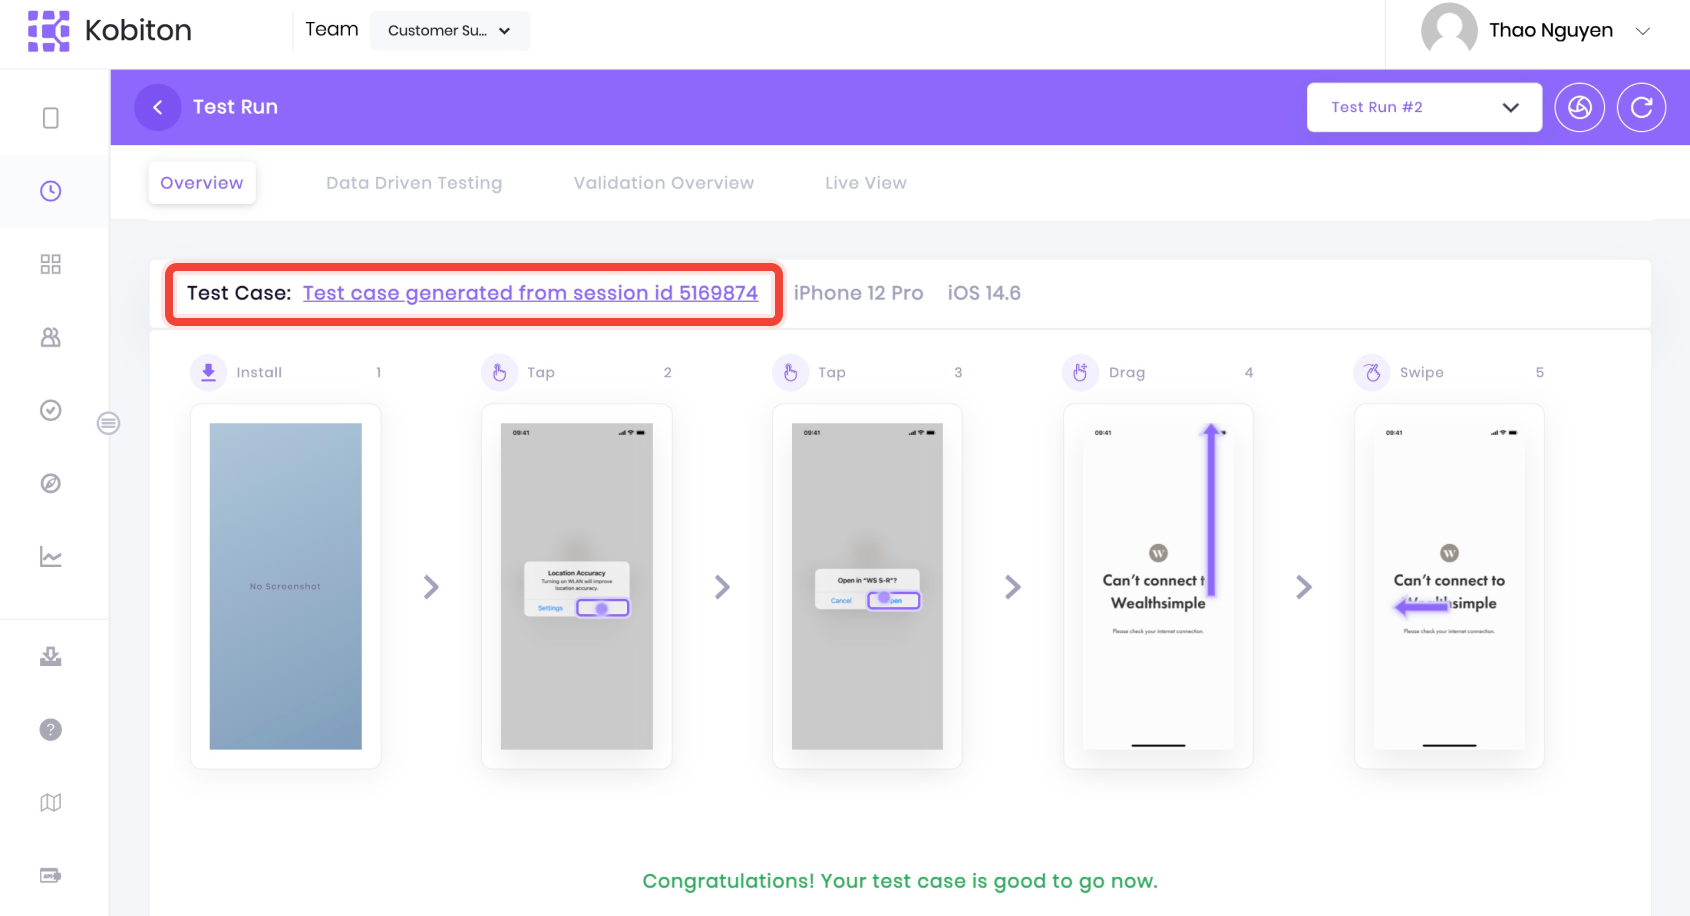 Kobiton
Team
Customer Su...
Thao Nguyen
Test Run
Test Run #2
Overview
Data Driven Testing
Validation Overview
Live View
Test Case: Test case generated from session id 5169874
iPhone 12 Pro
iOS 14.6
Install 1
Tap 2
Tap 3
Drag 4
Swipe 5
No Screenshot
09:41
Location Accuracy
Turning on WLAN will improve
location accuracy.
Settings
09:41
Open in “WS S-R”?
Cancel
09:41
W
Can’t connect
Wealthsimple
Please check your internet connection.
09:41
W
Can’t connect to
Please check your internet connection.
Congratulations! Your test case is good to go now.